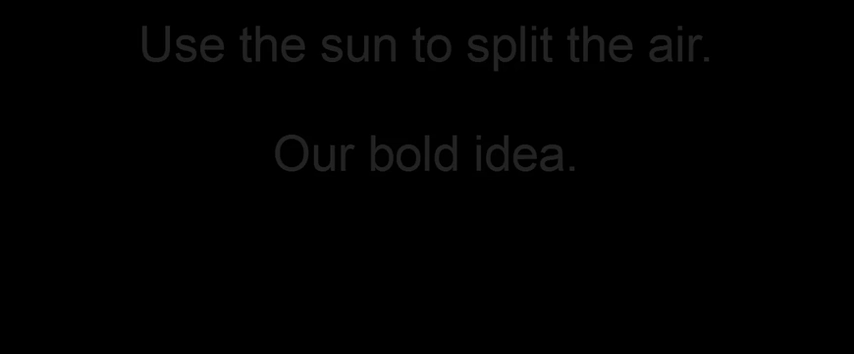 Use the sun to split the air.
Our bold idea.